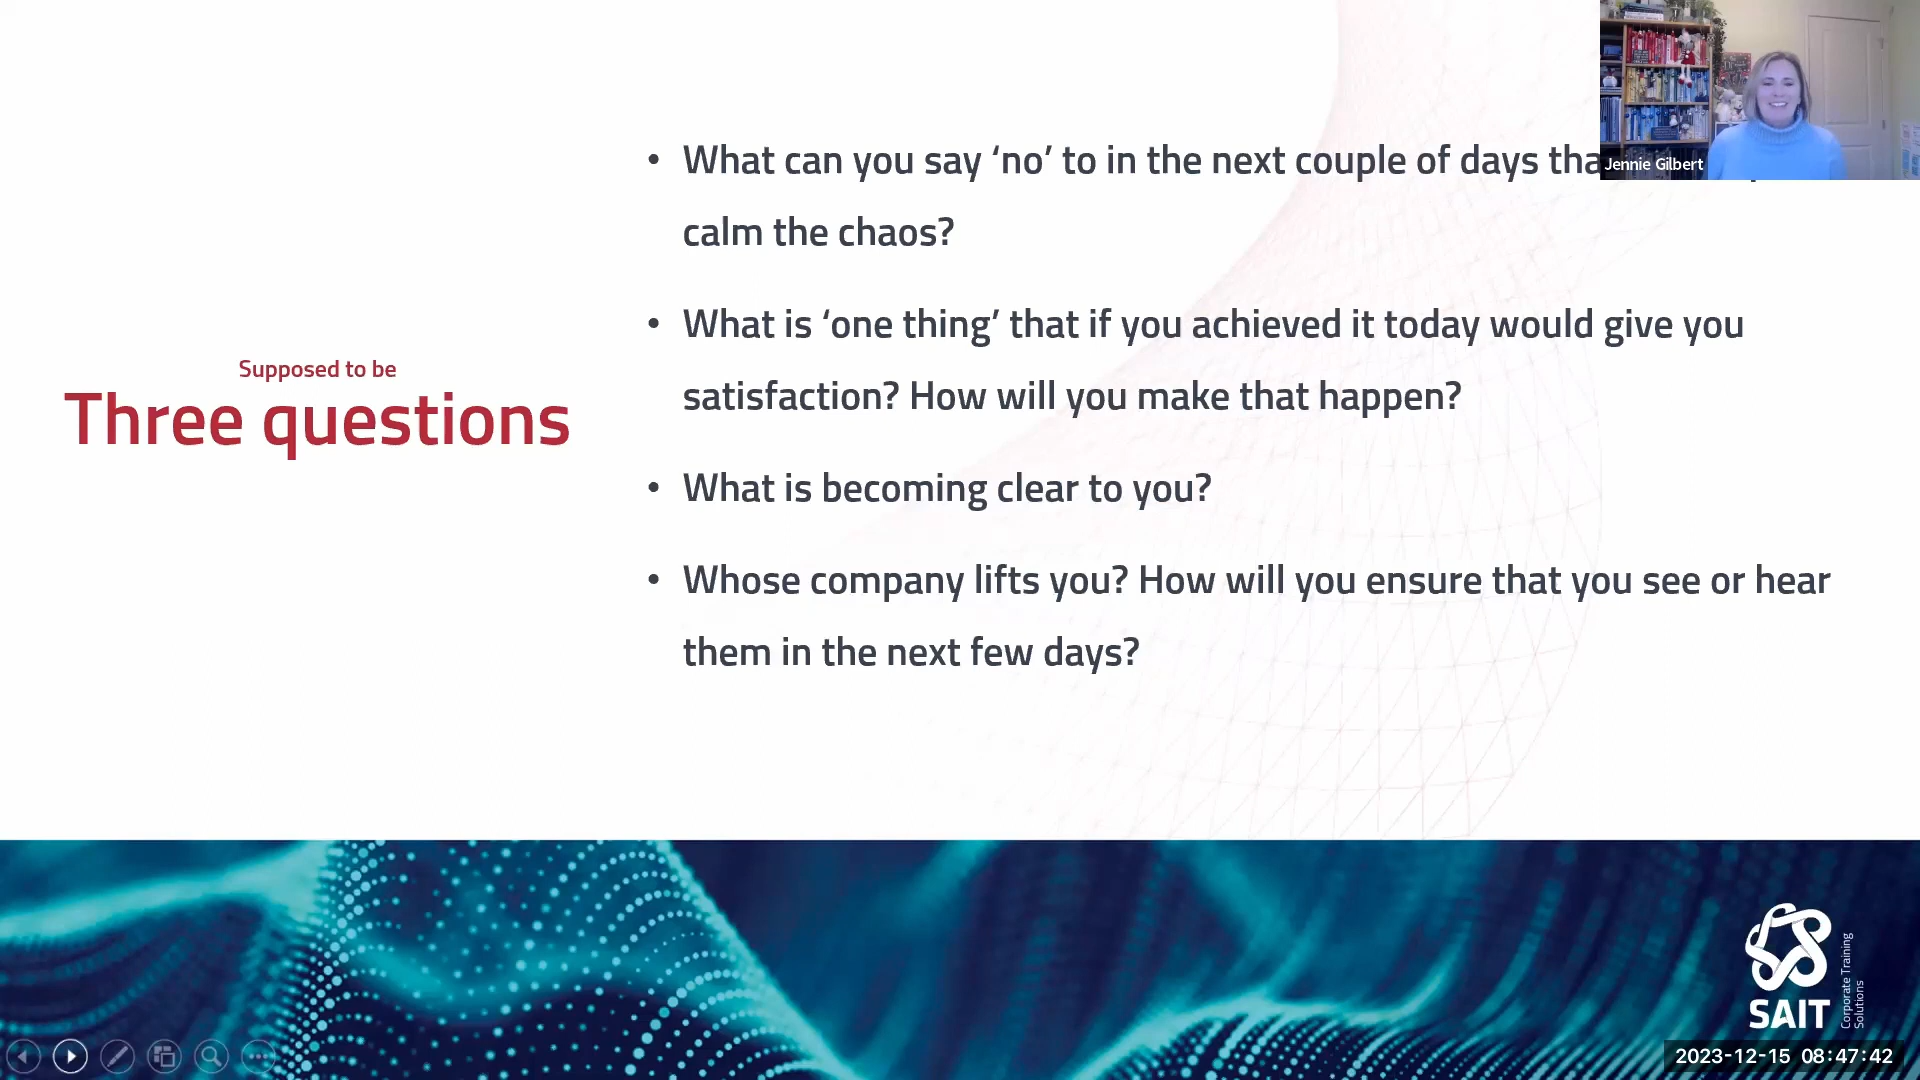 Jennie Gilbert
Supposed to be
Three questions
• What can you say ‘no’ to in the next couple of days
calm the chaos?
• What is ‘one thing’ that if you achieved it today would give you
satisfaction? How will you make that happen?
• What is becoming clear to you?
• Whose company lifts you? How will you ensure that you see or hear
them in the next few days?
SAIT
Corporate Training
Solutions
2023-12-15 08:47:42